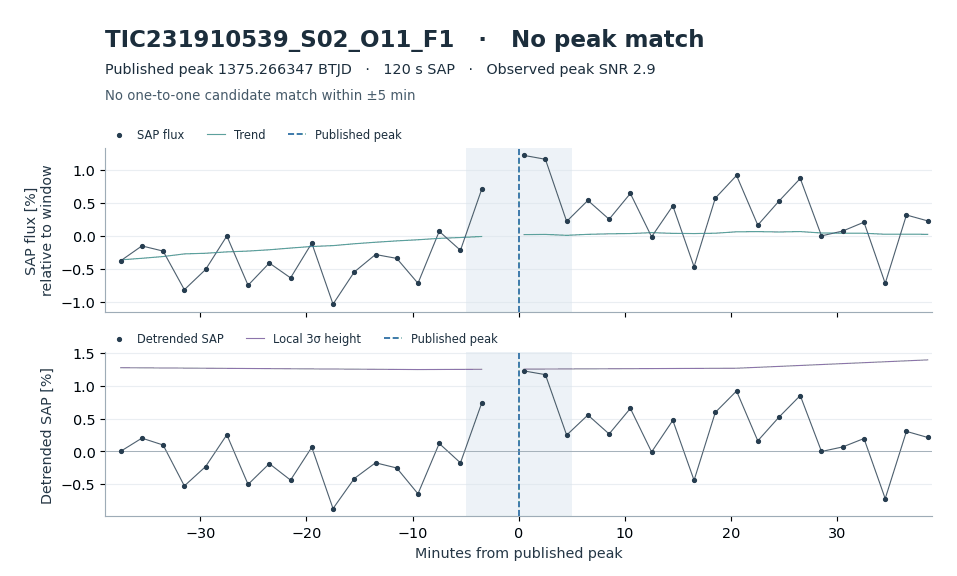 TIC231910539_S02_O11_F1 · No peak match
Published peak 1375.266347 BTJD · 120 s SAP · Observed peak SNR 2.9
No one-to-one candidate match within ±5 min
SAP flux Trend Published peak
SAP flux [%]
relative to window
1.0
0.5
0.0
−0.5
−1.0
Detrended SAP Local 3σ height Published peak
Detrended SAP [%]
1.5
1.0
0.5
0.0
−0.5
−30 −20 −10 0 10 20 30
Minutes from published peak